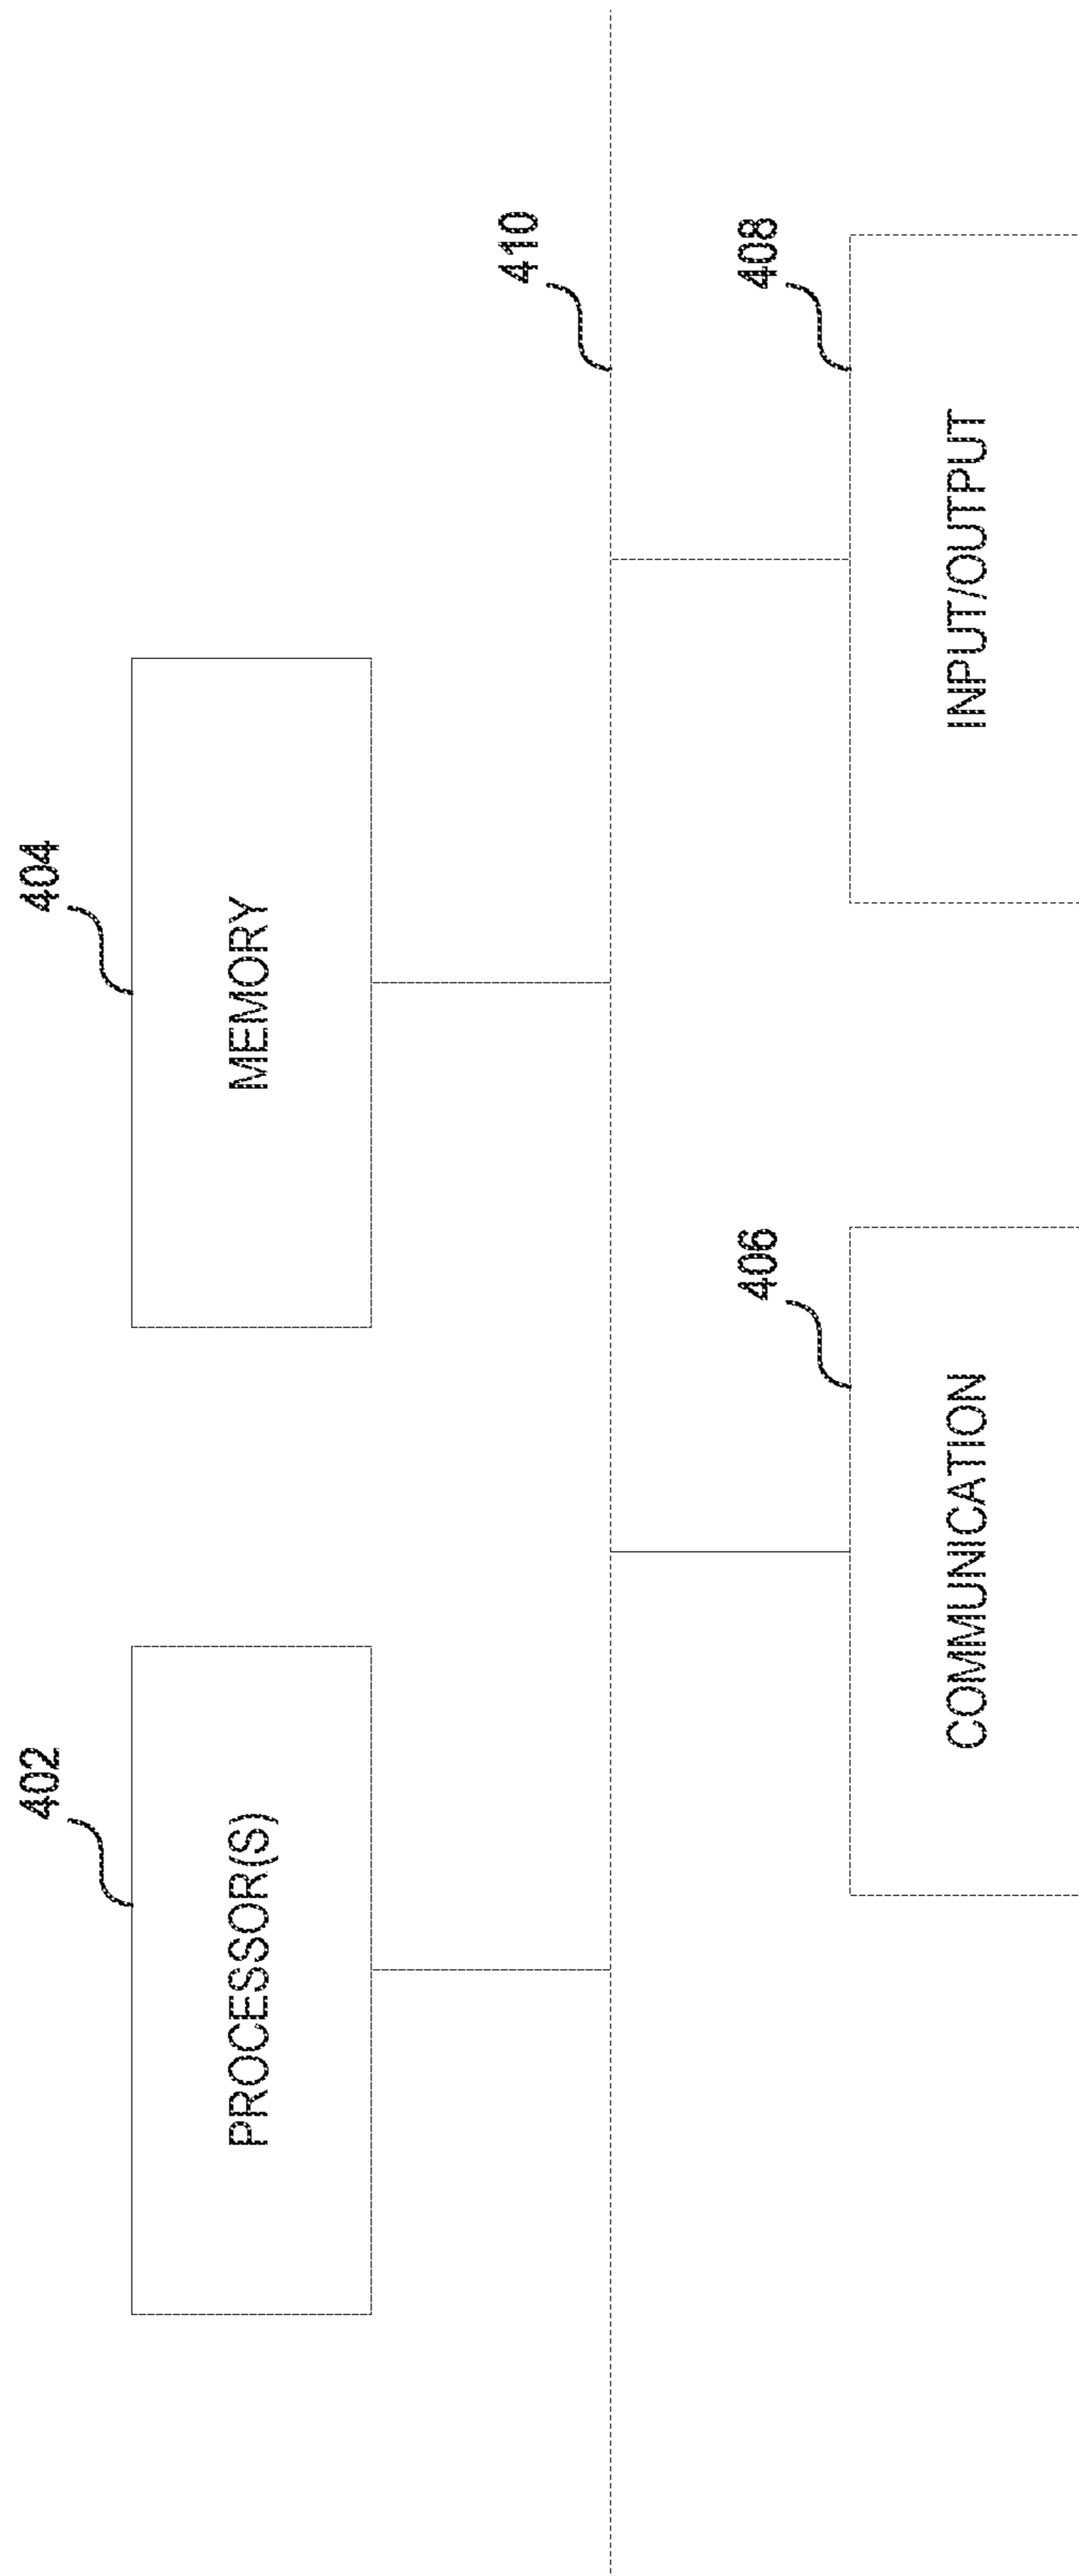 402
PROCESSOR(S)
404
MEMORY
410
406
COMMUNICATION
408
INPUT/OUTPUT